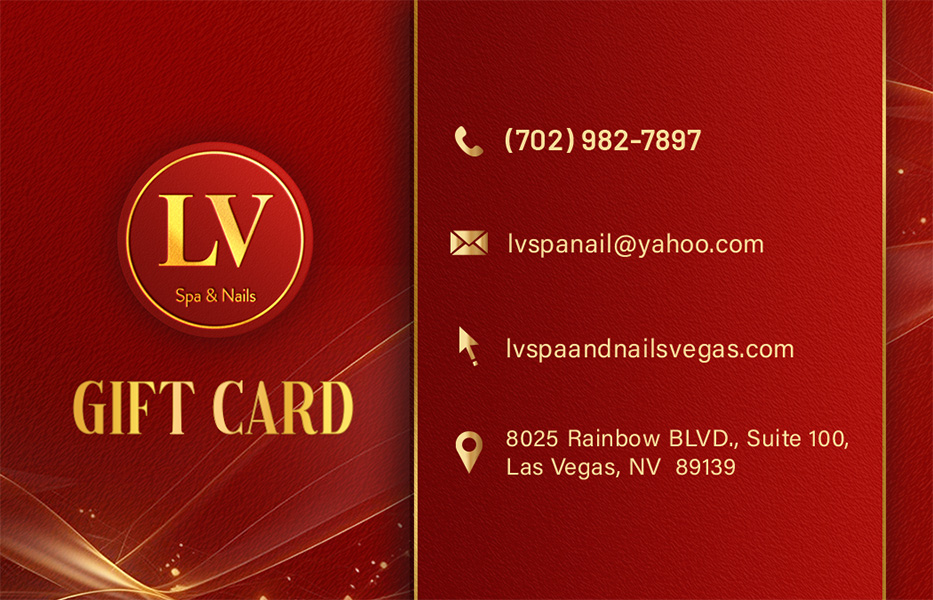 LV
Spa & Nails
GIFT CARD
(702) 982-7897
lvspanail@yahoo.com
lvspaandnailsvegas.com
8025 Rainbow BLVD., Suite 100,
Las Vegas, NV  89139